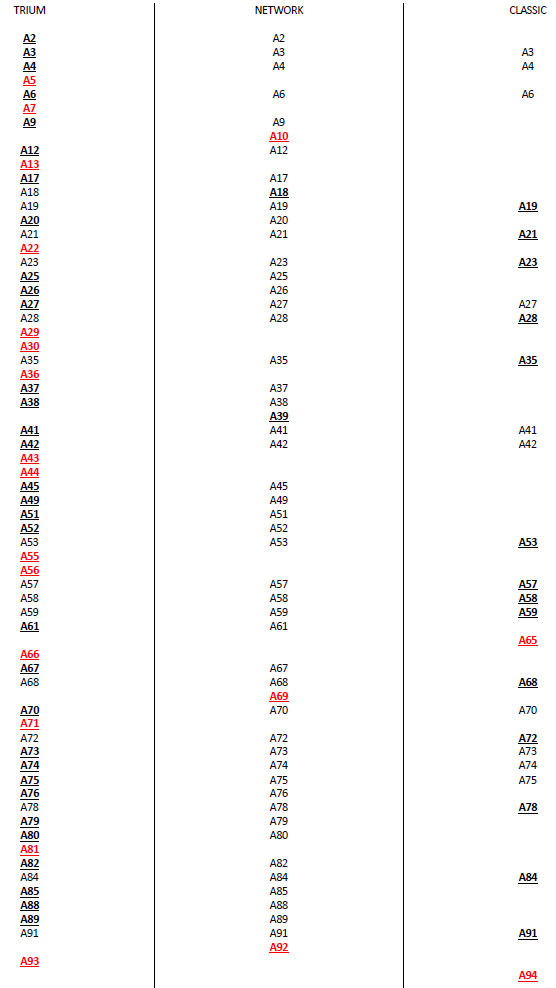 TRIUM NETWORK CLASSIC
A2 A2
A3 A3 A3
A4 A4 A4
A5
A6 A6 A6
A7
A9 A9
A10
A12 A12
A13
A17 A17
A18 A18
A19 A19 A19
A20 A20
A21 A21 A21
A22
A23 A23 A23
A25 A25
A26 A26
A27 A27 A27
A28 A28 A28
A29
A30
A35 A35 A35
A36
A37 A37
A38 A38
A39
A41 A41 A41
A42 A42 A42
A43
A44
A45 A45
A49 A49
A51 A51
A52 A52
A53 A53 A53
A55
A56
A57 A57 A57
A58 A58 A58
A59 A59 A59
A61 A61
A65
A66
A67 A67
A68 A68 A68
A69
A70 A70 A70
A71
A72 A72 A72
A73 A73 A73
A74 A74 A74
A75 A75 A75
A76 A76
A78 A78 A78
A79 A79
A80 A80
A81
A82 A82
A84 A84 A84
A85 A85
A88 A88
A89 A89
A91 A91 A91
A92
A93
A94